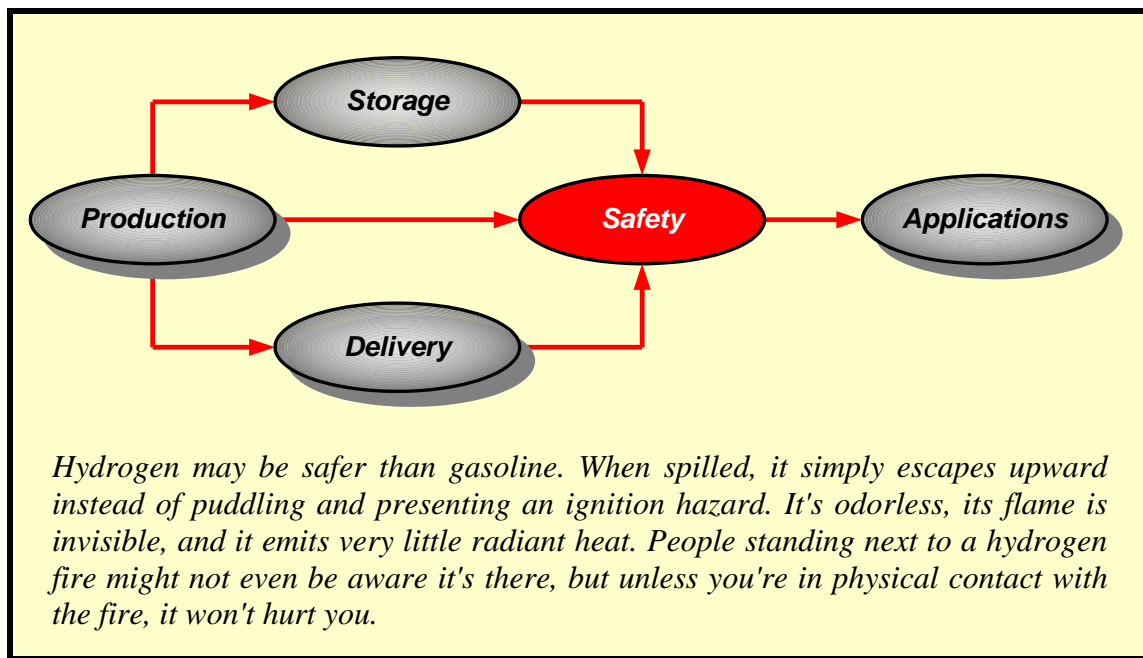 Storage
Production
Safety
Applications
Delivery
Hydrogen may be safer than gasoline. When spilled, it simply escapes upward
instead of puddling and presenting an ignition hazard. It's odorless, its flame is
invisible, and it emits very little radiant heat. People standing next to a hydrogen
fire might not even be aware it's there, but unless you're in physical contact with
the fire, it won't hurt you.